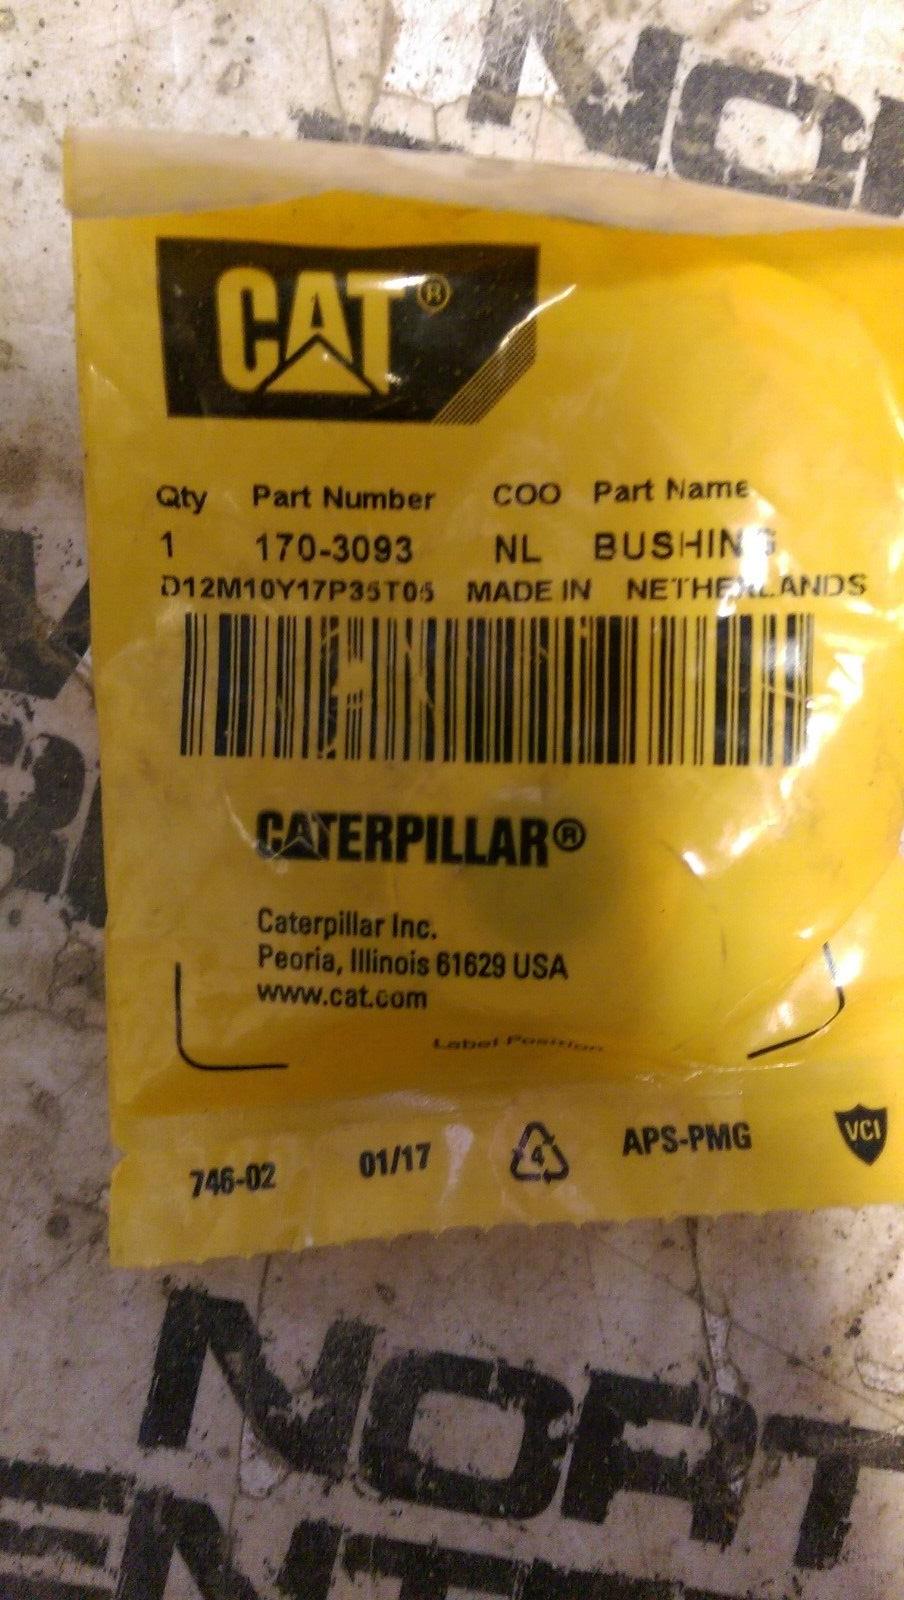 CAT®
Qty Part Number COO Part Name
1 170-3093 NL BUSHING
D12M10Y17P35T05 MADE IN NETHERLANDS
CATERPILLAR®
Caterpillar Inc.
Peoria, Illinois 61629 USA
www.cat.com
Label Position
746-02 01/17 4 APS-PMG VCI
NORT